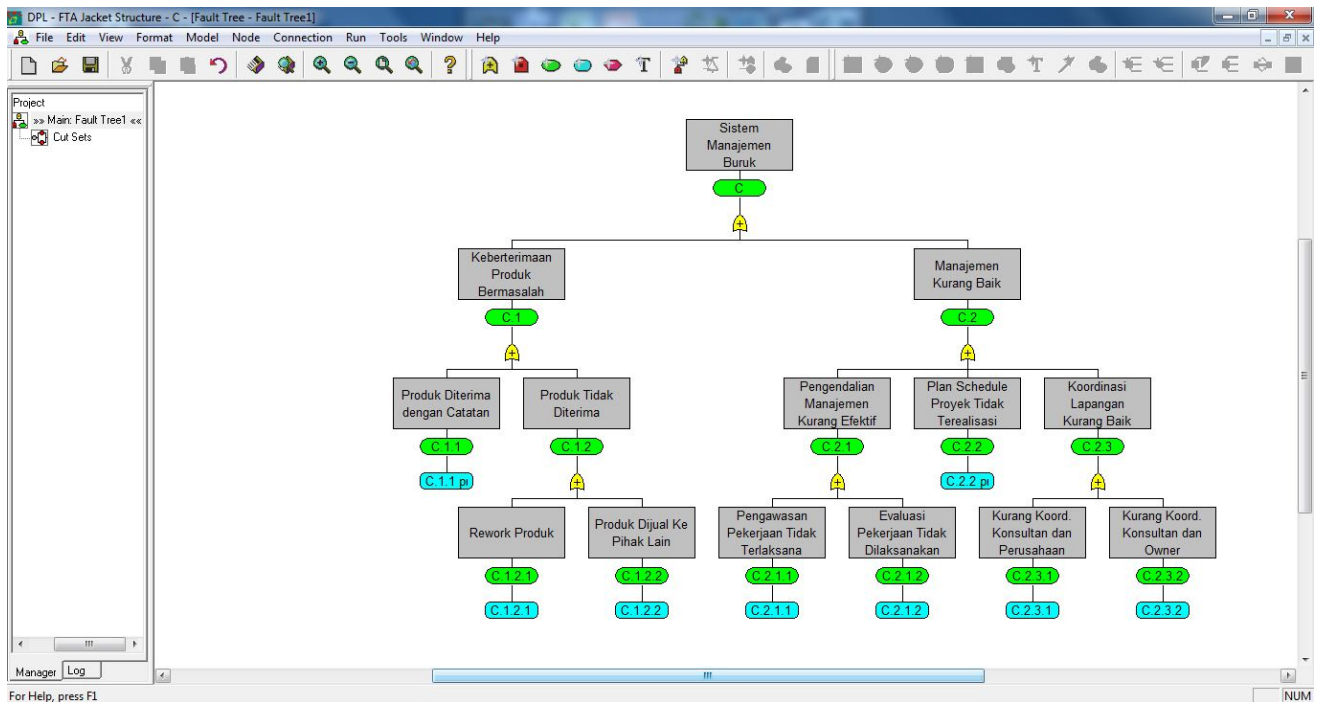 DPL - FTA Jacket Structure - C - [Fault Tree - Fault Tree1]
File Edit View Format Model Node Connection Run Tools Window Help
Project
»» Main: Fault Tree1 ««
Cut Sets
Sistem
Manajemen
Buruk
C
Keberterimaan
Produk
Bermasalah
Manajemen
Kurang Baik
C.1
C.2
Produk Diterima
dengan Catatan
Produk Tidak
Diterima
Pengendalian
Manajemen
Kurang Efektif
Plan Schedule
Proyek Tidak
Terealisasi
Koordinasi
Lapangan
Kurang Baik
C.1.1
C.1.2
C.2.1
C.2.2
C.2.3
C.1.1 pi
C.2.2 pi
Rework Produk
Produk Dijual Ke
Pihak Lain
Pengawasan
Pekerjaan Tidak
Terlaksana
Evaluasi
Pekerjaan Tidak
Dilaksanakan
Kurang Koord.
Konsultan dan
Perusahaan
Kurang Koord.
Konsultan dan
Owner
C.1.2.1
C.1.2.2
C.2.1.1
C.2.1.2
C.2.3.1
C.2.3.2
C.1.2.1
C.1.2.2
C.2.1.1
C.2.1.2
C.2.3.1
C.2.3.2
Manager Log
For Help, press F1
NUM